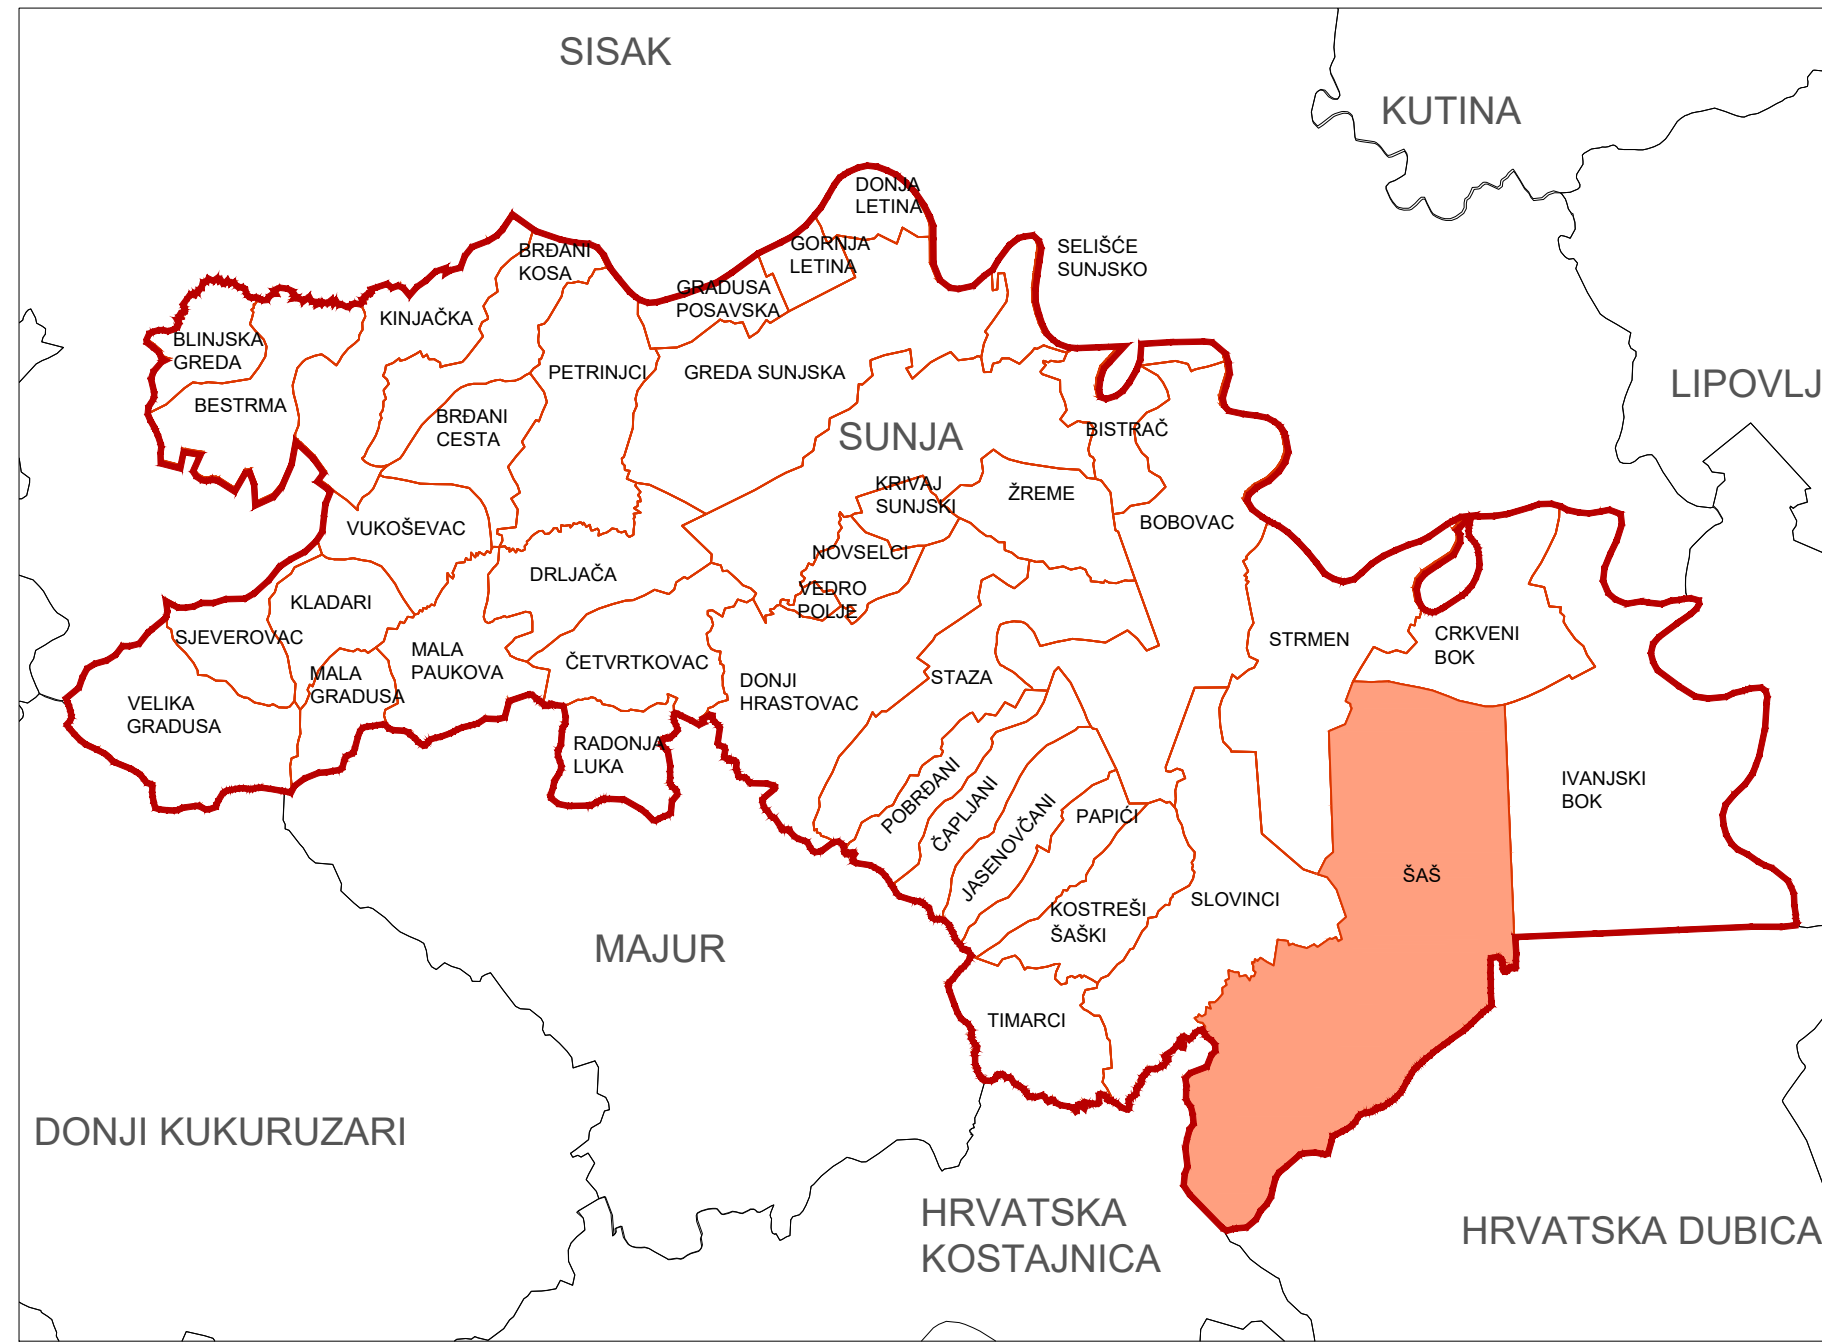 SISAK
KUTINA
DONJA
LETINA
SELIŠĆE
SUNJSKO
BRĐANI
KOSA
GORNJA
LETINA
GRADUSA
POSAVSKA
KINJAČKA
BLINJSKA
GREDA
PETRINJCI
GREDA SUNJSKA
LIPOVLJ
BESTRMA
BRĐANI
CESTA
SUNJA
BISTRAČ
KRIVAJ
SUNJSKI
ŽREME
VUKOŠEVAC
BOBOVAC
NOVSELCI
DRLJAČA
VEDRO
POLJE
KLADARI
SJEVEROVAC
STRMEN
CRKVENI
BOK
MALA
PAUKOVA
ČETVRTKOVAC
MALA
GRADUSA
DONJI
HRASTOVAC
STAZA
VELIKA
GRADUSA
RADONJA
LUKA
IVANJSKI
BOK
POBRĐANI
ČAPLJANI
JASENOVČANI
PAPIĆI
ŠAŠ
SLOVINCI
KOSTREŠI
ŠAŠKI
MAJUR
TIMARCI
DONJI KUKURUZARI
HRVATSKA
KOSTAJNICA
HRVATSKA DUBICA